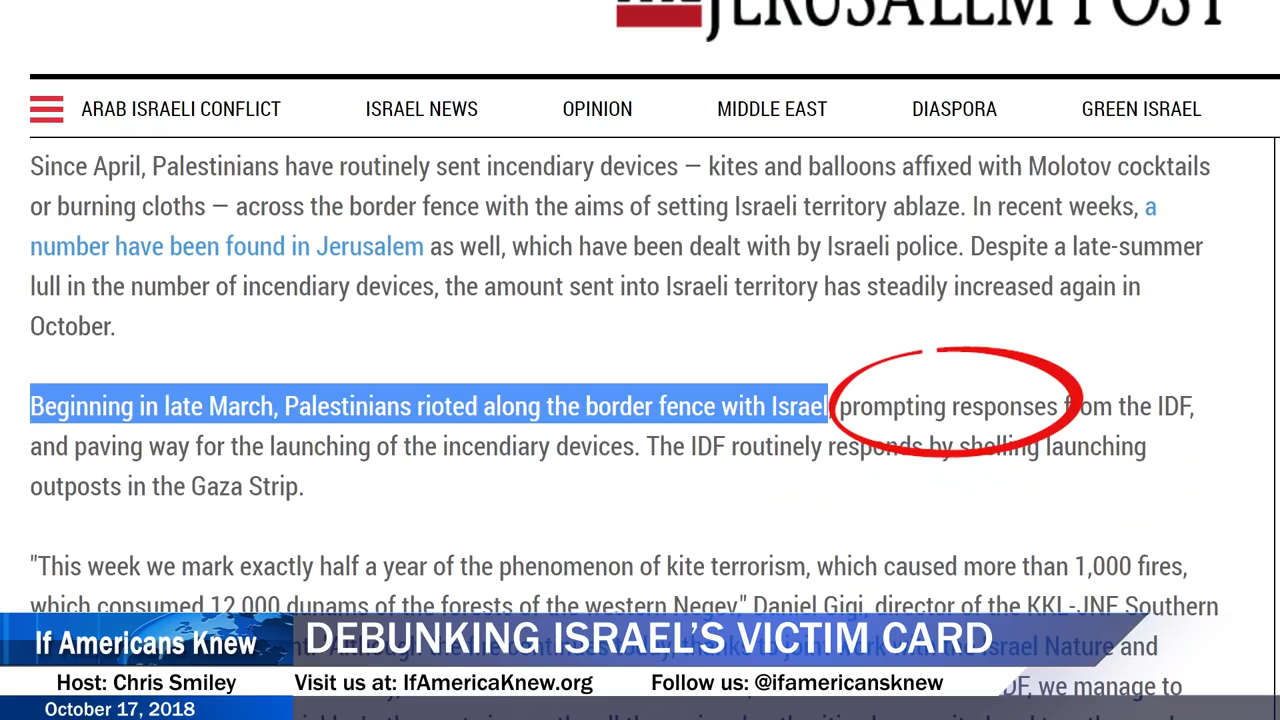 JERUSALEM POST
ARAB ISRAELI CONFLICT ISRAEL NEWS OPINION MIDDLE EAST DIASPORA GREEN ISRAEL
Since April, Palestinians have routinely sent incendiary devices — kites and balloons affixed with Molotov cocktails
or burning cloths — across the border fence with the aims of setting Israeli territory ablaze. In recent weeks, a
number have been found in Jerusalem as well, which have been dealt with by Israeli police. Despite a late-summer
lull in the number of incendiary devices, the amount sent into Israeli territory has steadily increased again in
October.
Beginning in late March, Palestinians rioted along the border fence with Israel, prompting responses from the IDF,
and paving way for the launching of the incendiary devices. The IDF routinely responds by shelling launching
outposts in the Gaza Strip.
"This week we mark exactly half a year of the phenomenon of kite terrorism, which caused more than 1,000 fires,
which consumed 12,000 dunams of the forests of the western Negev," Daniel Gigi, director of the KKL-JNF Southern
Israel Nature and
IDF, we manage to
If Americans Knew
DEBUNKING ISRAEL'S VICTIM CARD
Host: Chris Smiley Visit us at: IfAmericaKnew.org Follow us: @ifamericansknew
October 17, 2018